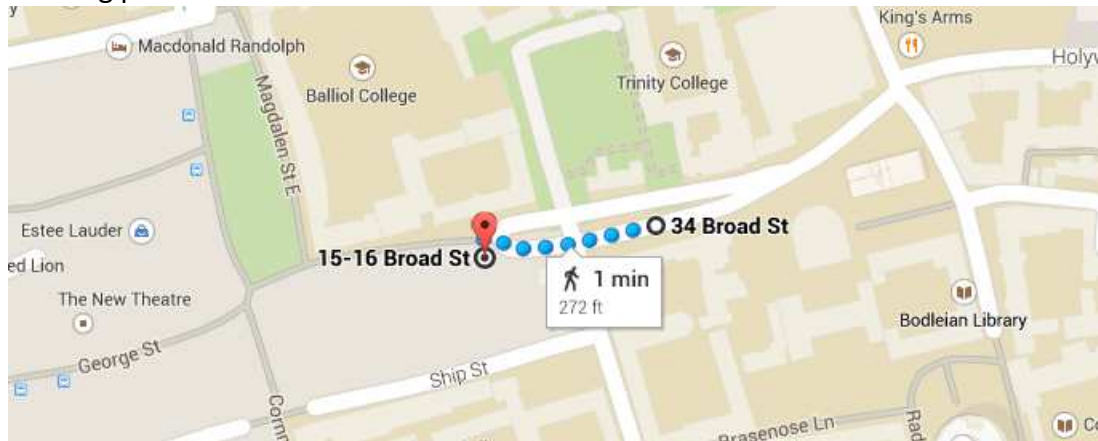 King's Arms
Macdonald Randolph
Holyw
Trinity College
Balliol College
Magdalen St E
Estee Lauder
34 Broad St
15-16 Broad St
ed Lion
1 min
272 ft
The New Theatre
Bodleian Library
George St
Ship St
Corn
Brasenose Ln
Rad
Co